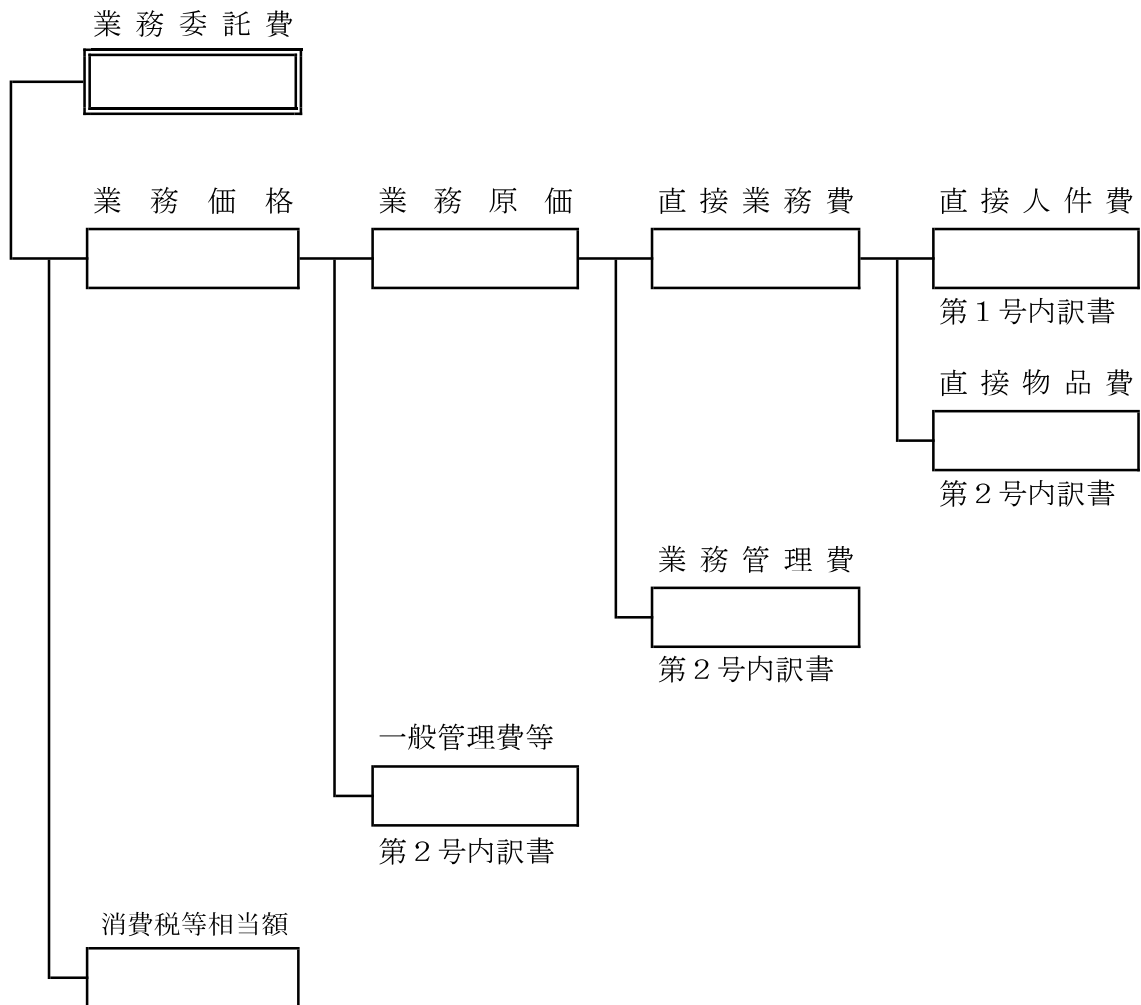 業務委託費
業務価格
業務原価
直接業務費
直接人件費
第１号内訳書
直接物品費
第２号内訳書
業務管理費
第２号内訳書
一般管理費等
第２号内訳書
消費税等相当額